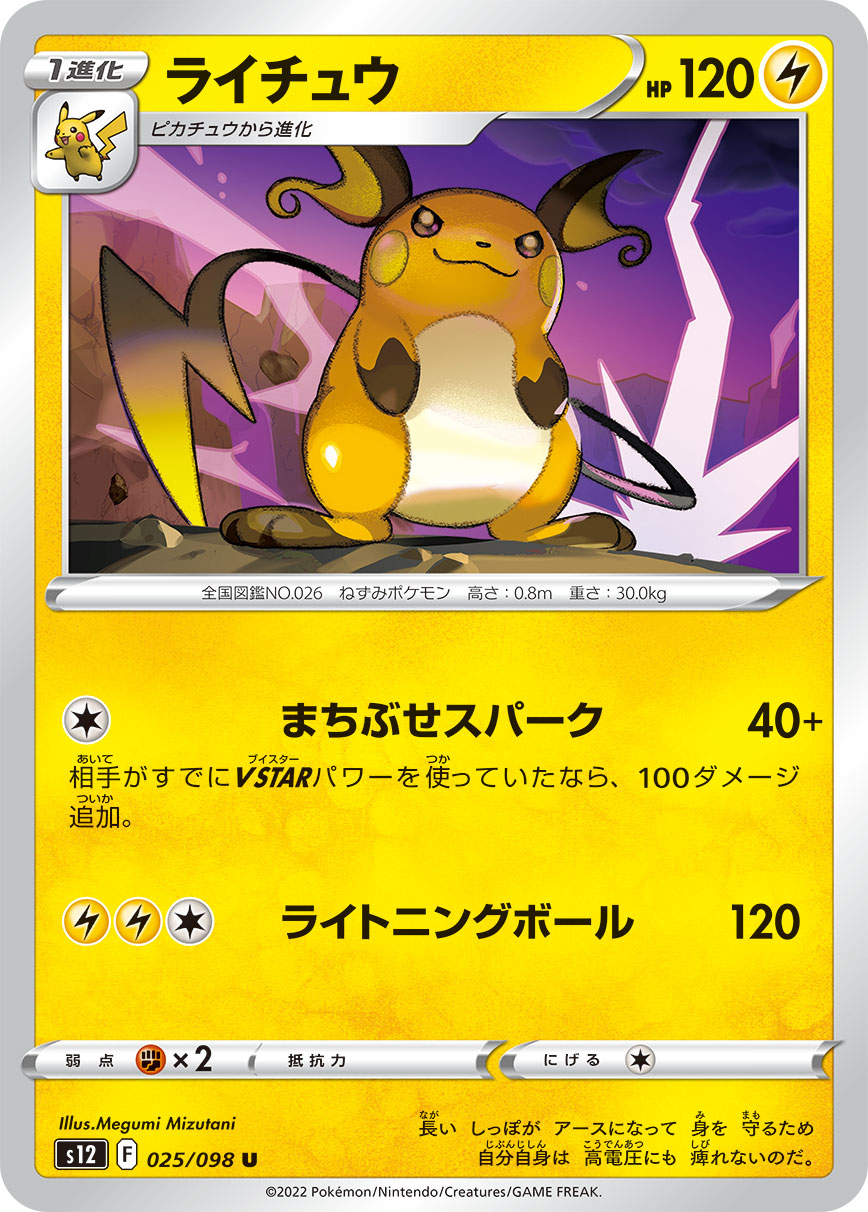 1進化
ライチュウ
HP 120
ピカチュウから進化
全国図鑑NO.026 ねずみポケモン 高さ:0.8m 重さ:30.0kg
まちぶせスパーク 40+
あいて ブイスター つか
相手がすでにVSTARパワーを使っていたなら、100ダメージ
ついか
追加。
ライトニングボール 120
弱点 ×2 抵抗力 にげる
Illus.Megumi Mizutani
なが み まも
長い しっぽが アースになって 身を 守るため
じぶんじしん こうでんあつ しび
自分自身は 高電圧にも 痺れないのだ。
s12 F 025/098 U
©2022 Pokémon/Nintendo/Creatures/GAME FREAK.